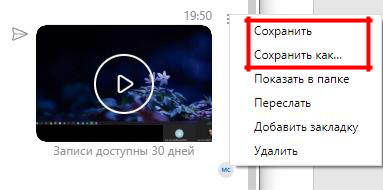 19:50
Сохранить
Сохранить как...
Показать в папке
Переслать
Добавить закладку
Удалить
Записи доступны 30 дней
МС